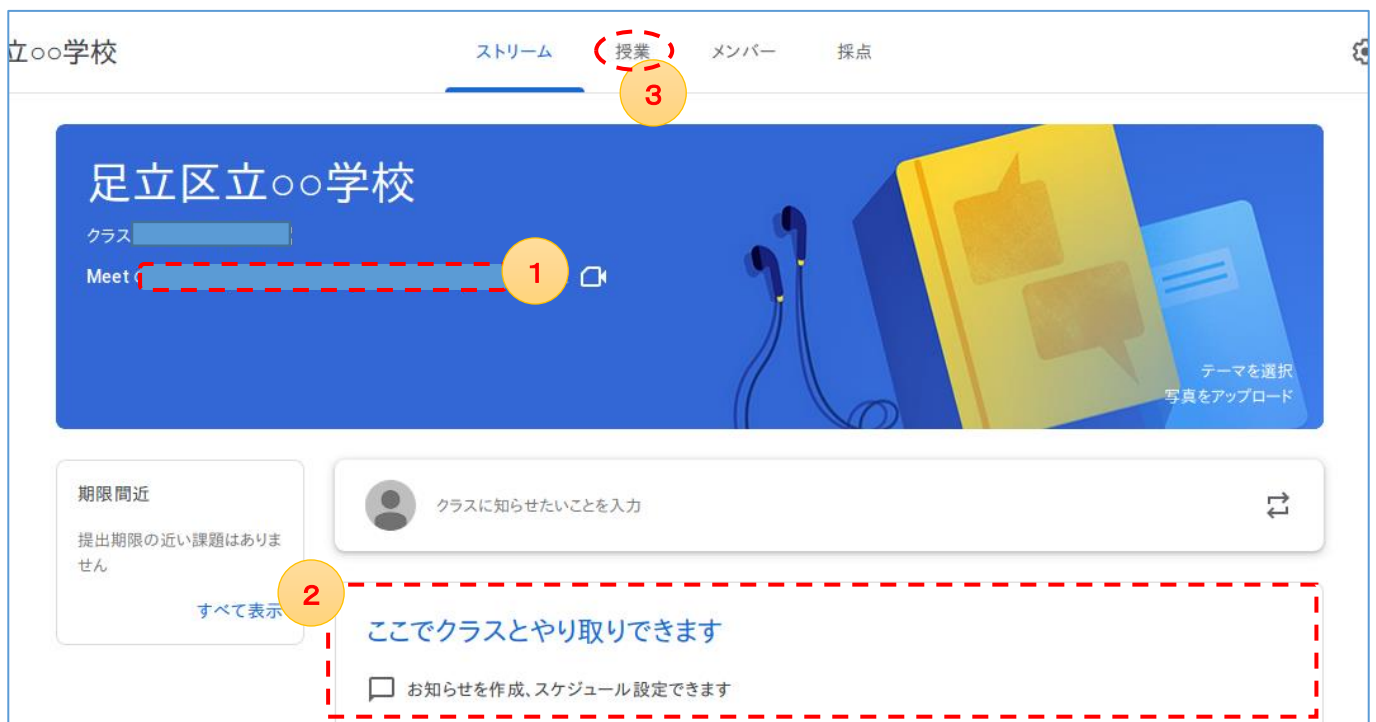 立○○学校
ストリーム 授業 メンバー 採点
3
足立区立○○学校
クラス
Meet
1
テーマを選択
写真をアップロード
期限間近
提出期限の近い課題はありま
せん
すべて表示
クラスに知らせたいことを入力
2
ここでクラスとやり取りできます
お知らせを作成、スケジュール設定できます